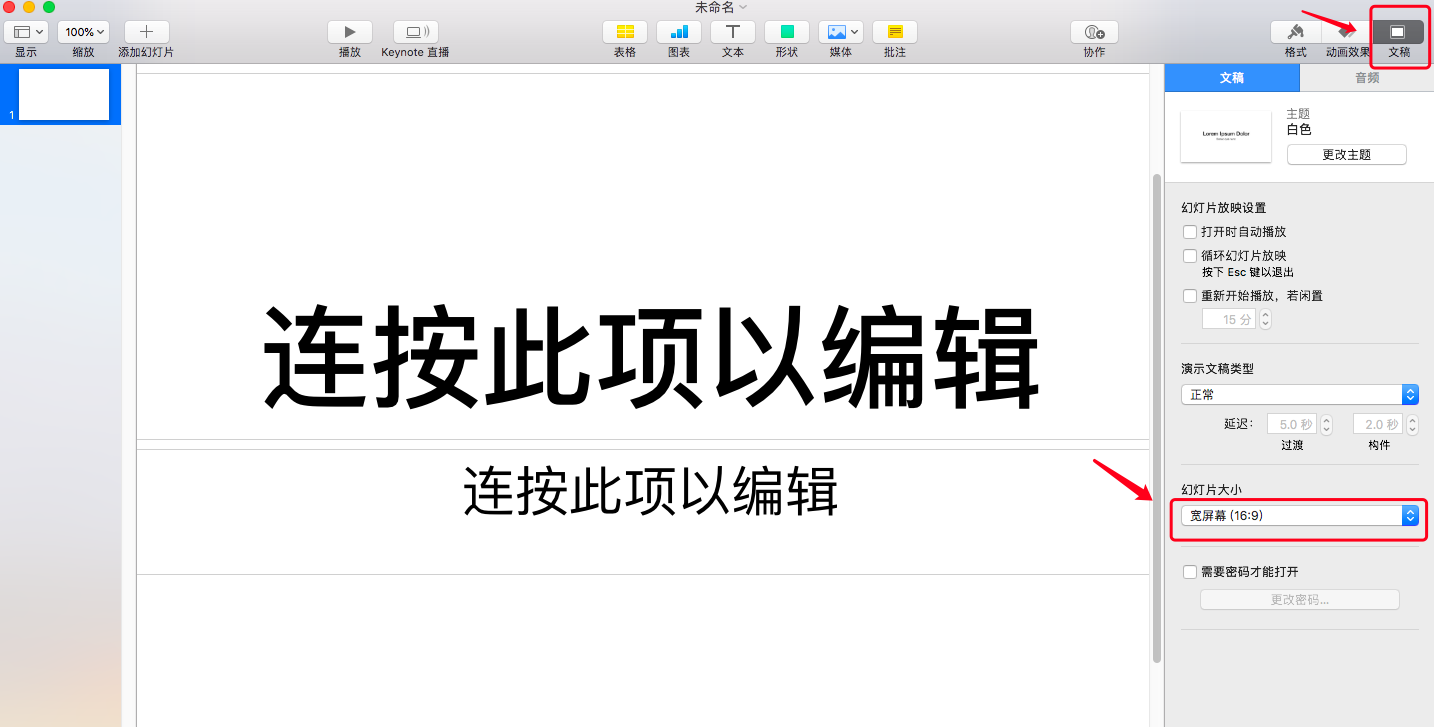 未命名
100%
显示
缩放
添加幻灯片
播放
Keynote 直播
表格
图表
文本
形状
媒体
批注
协作
格式
动画效果
文稿
1
文稿
音频
Lorem Ipsum Dolor
主题
白色
更改主题
幻灯片放映设置
打开时自动播放
循环幻灯片放映
按下 Esc 键以退出
重新开始播放，若闲置
15 分
演示文稿类型
正常
延迟：
5.0 秒
2.0 秒
过渡
构件
幻灯片大小
宽屏幕 (16:9)
需要密码才能打开
更改密码...
连按此项以编辑
连按此项以编辑